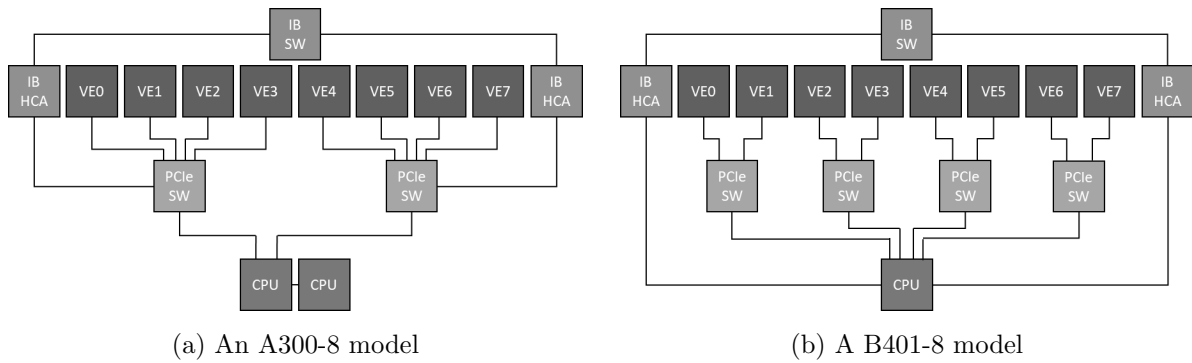 IB
SW
IB
HCA
VE0
VE1
VE2
VE3
VE4
VE5
VE6
VE7
IB
HCA
PCIe
SW
PCIe
SW
CPU
CPU
(a) An A300-8 model
IB
SW
IB
HCA
VE0
VE1
VE2
VE3
VE4
VE5
VE6
VE7
IB
HCA
PCIe
SW
PCIe
SW
PCIe
SW
PCIe
SW
CPU
(b) A B401-8 model